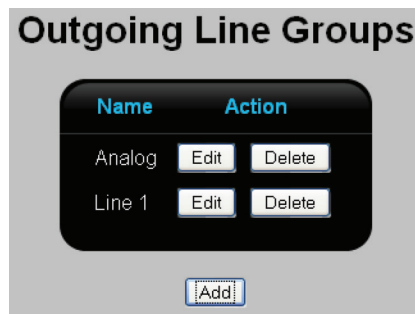 Outgoing Line Groups
Name Action
Analog Edit Delete
Line 1 Edit Delete
Add